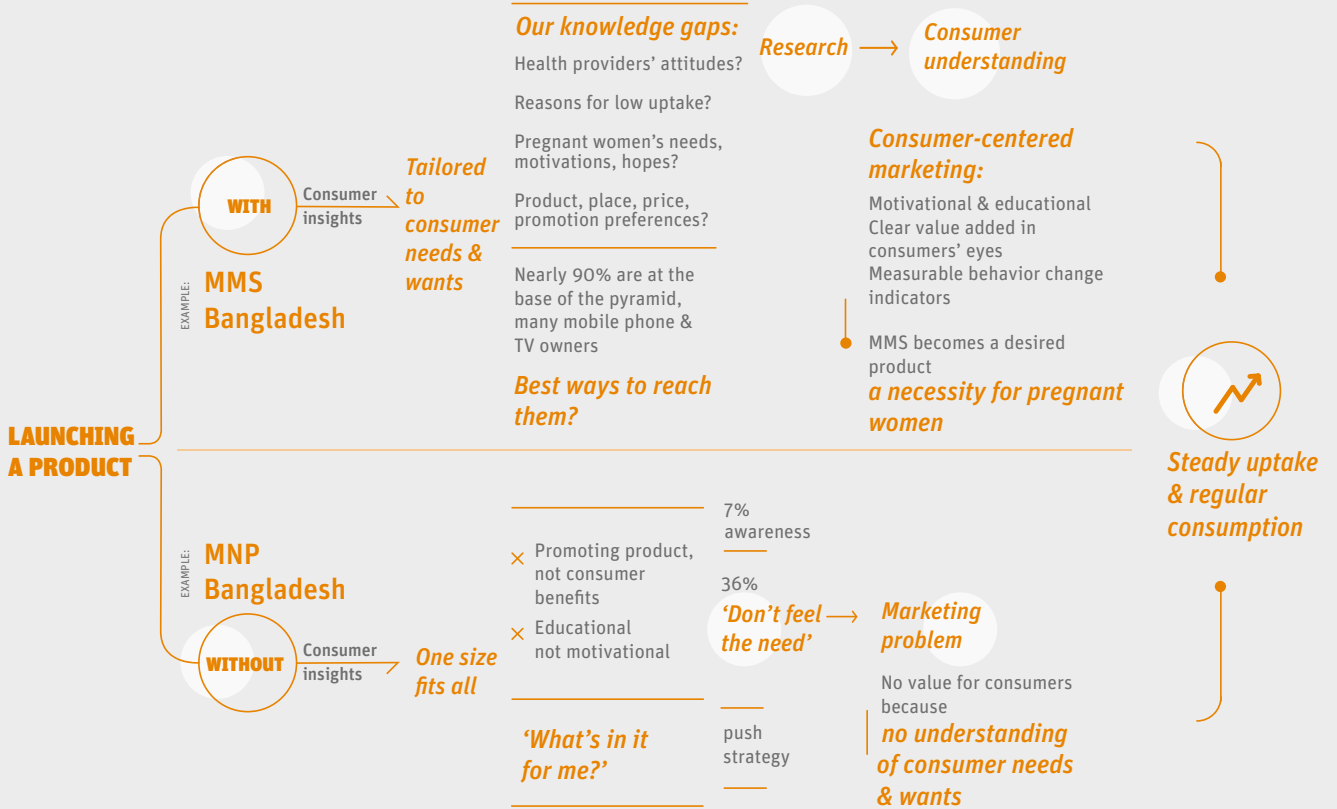 LAUNCHING
A PRODUCT
WITH
Consumer
insights
EXAMPLE:
MMS
Bangladesh
Tailored
to
consumer
needs &
wants
Our knowledge gaps:
Health providers’ attitudes?
Reasons for low uptake?
Pregnant women’s needs,
motivations, hopes?
Product, place, price,
promotion preferences?
Nearly 90% are at the
base of the pyramid,
many mobile phone &
TV owners
Best ways to reach
them?
Research
Consumer
understanding
Consumer-centered
marketing:
Motivational & educational
Clear value added in
consumers’ eyes
Measurable behavior change
indicators
MMS becomes a desired
product
a necessity for pregnant
women
EXAMPLE:
MNP
Bangladesh
WITHOUT
Consumer
insights
One size
fits all
× Promoting product,
not consumer
benefits
× Educational
not motivational
‘What’s in it
for me?’
7%
awareness
36%
‘Don’t feel
the need’
push
strategy
Marketing
problem
No value for consumers
because
no understanding
of consumer needs
& wants
Steady uptake
& regular
consumption